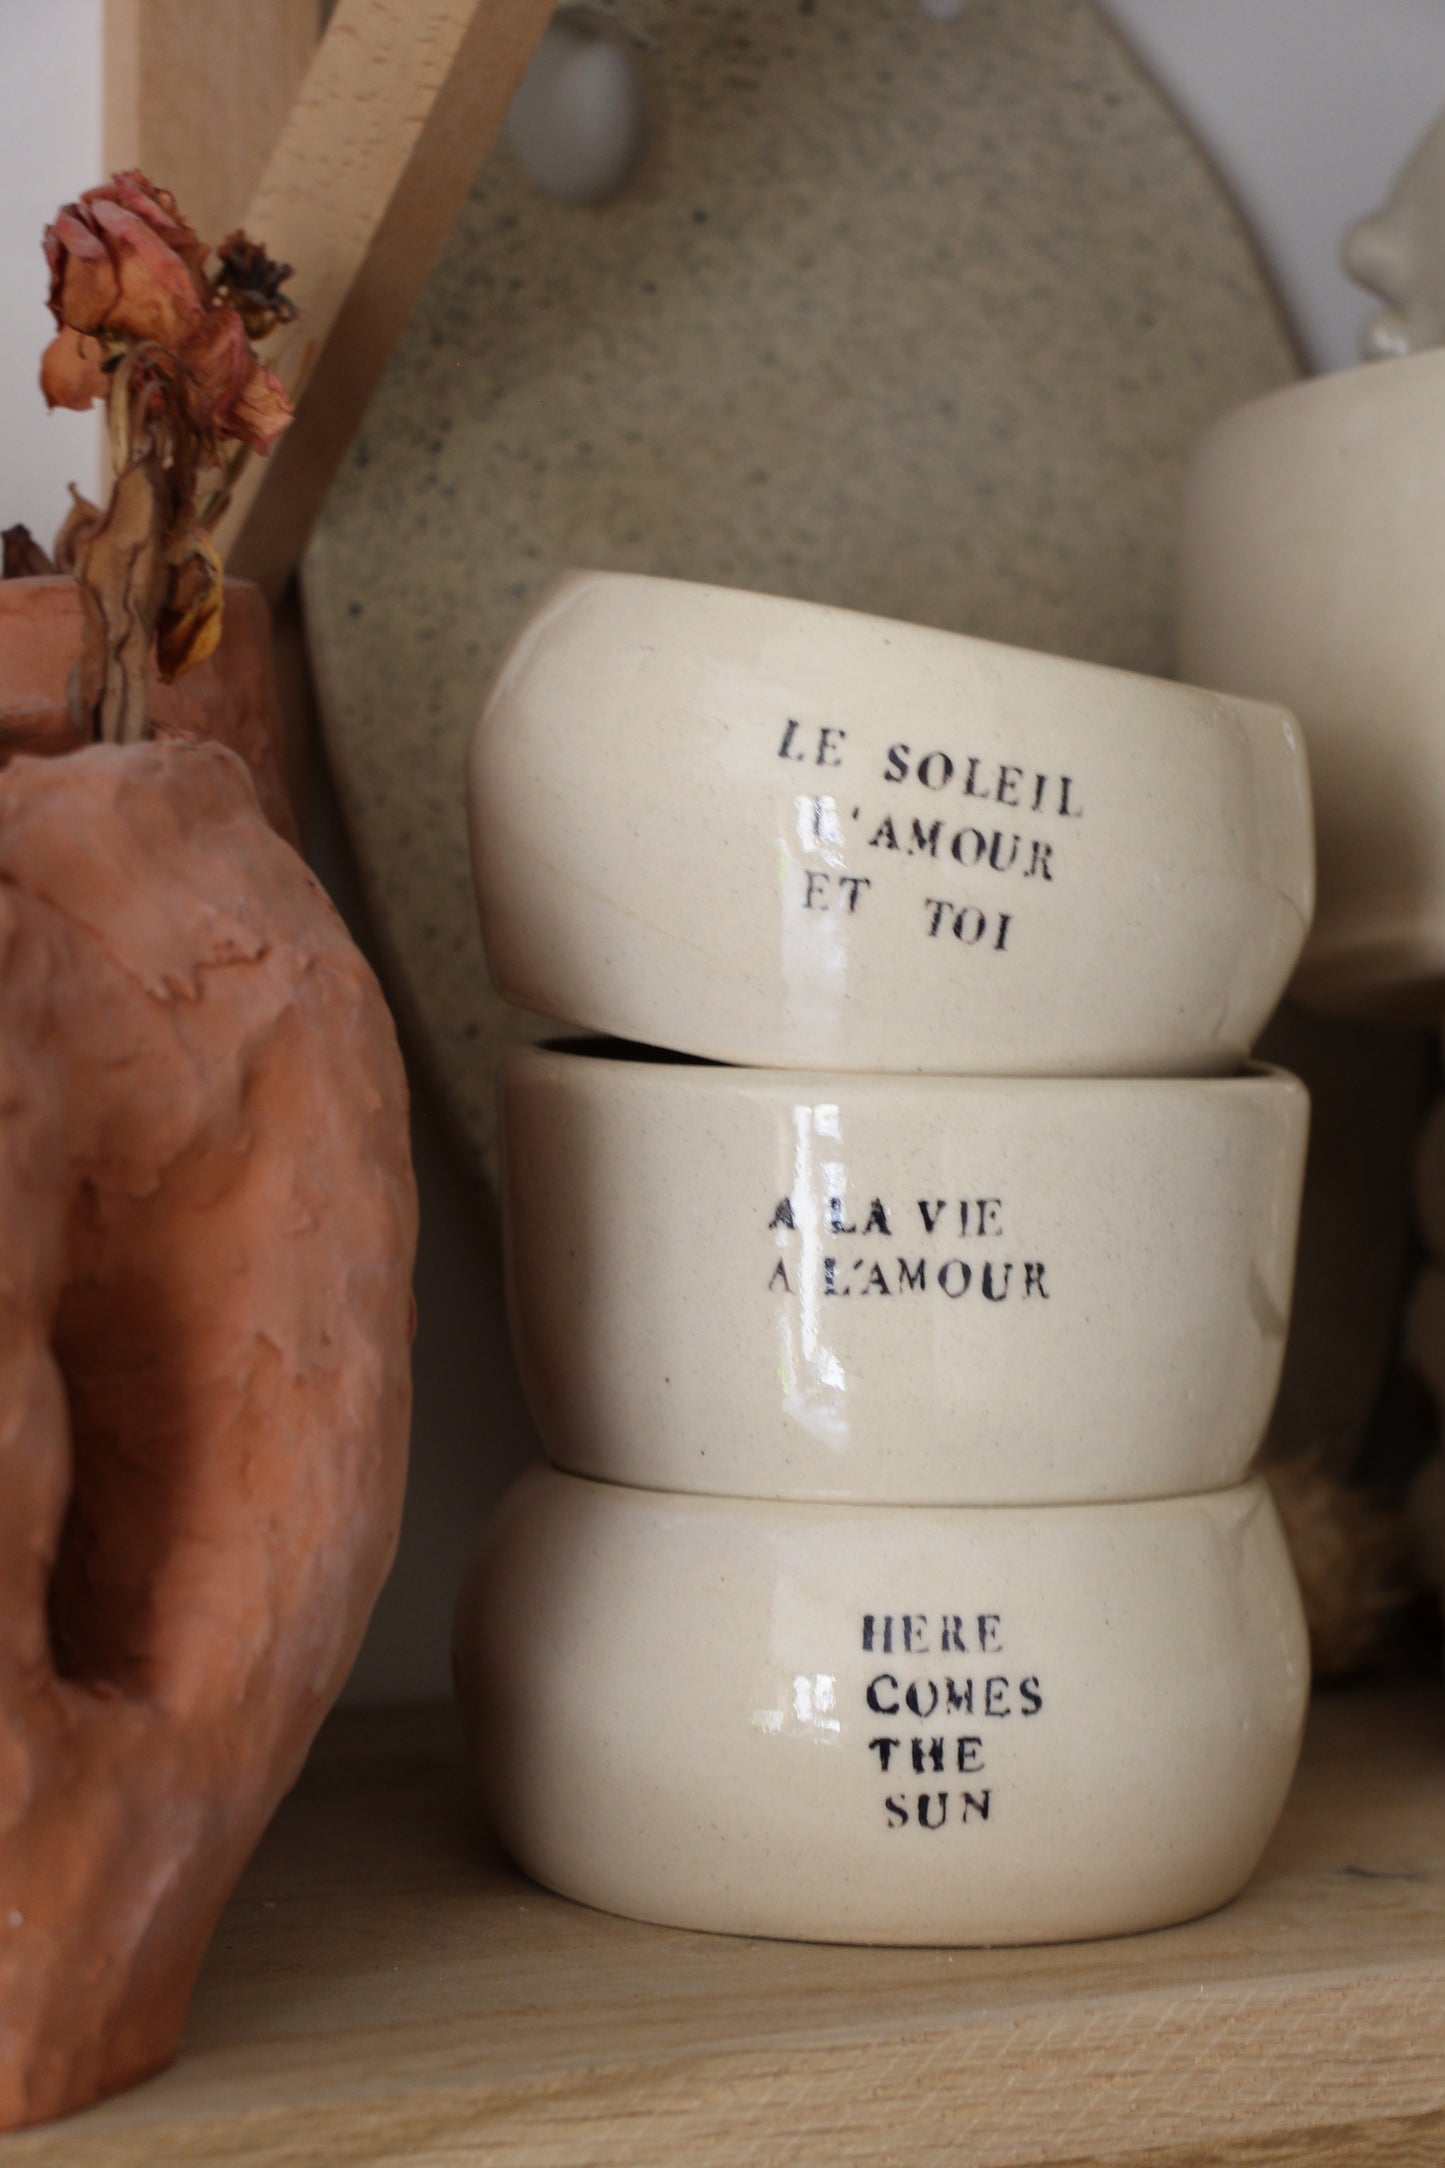 LE SOLEIL
L'AMOUR
ET TOI
A LA VIE
A L'AMOUR
HERE
COMES
THE
SUN